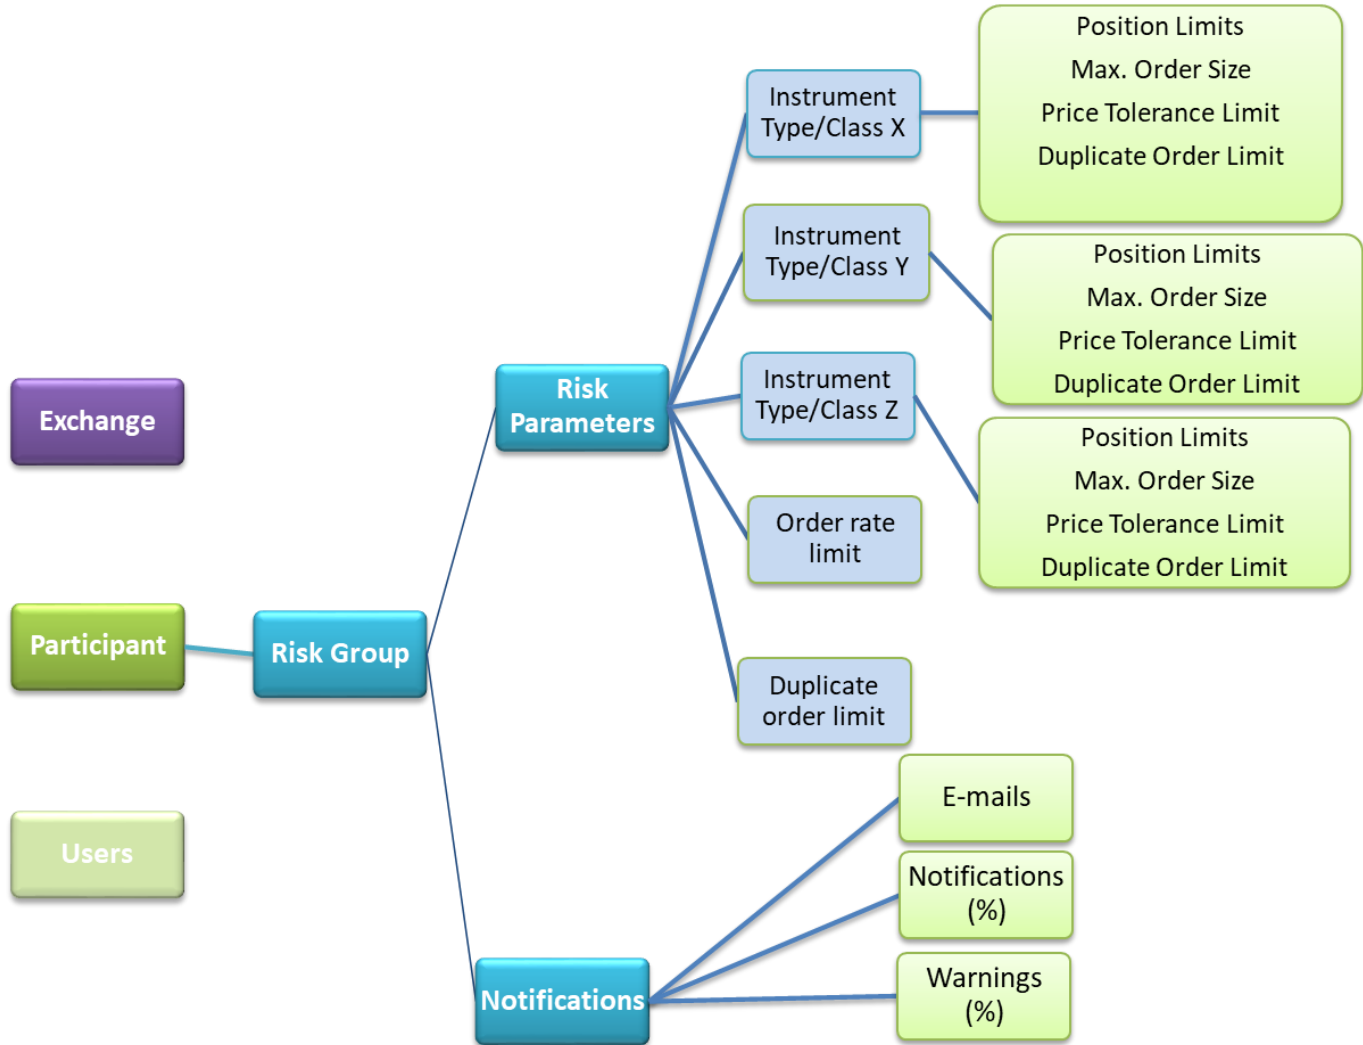 Exchange
Participant
Users
Risk Group
Risk
Parameters
Notifications
Instrument
Type/Class X
Instrument
Type/Class Y
Instrument
Type/Class Z
Order rate
limit
Duplicate
order limit
Position Limits
Max. Order Size
Price Tolerance Limit
Duplicate Order Limit
Position Limits
Max. Order Size
Price Tolerance Limit
Duplicate Order Limit
Position Limits
Max. Order Size
Price Tolerance Limit
Duplicate Order Limit
E-mails
Notifications
(%)
Warnings
(%)